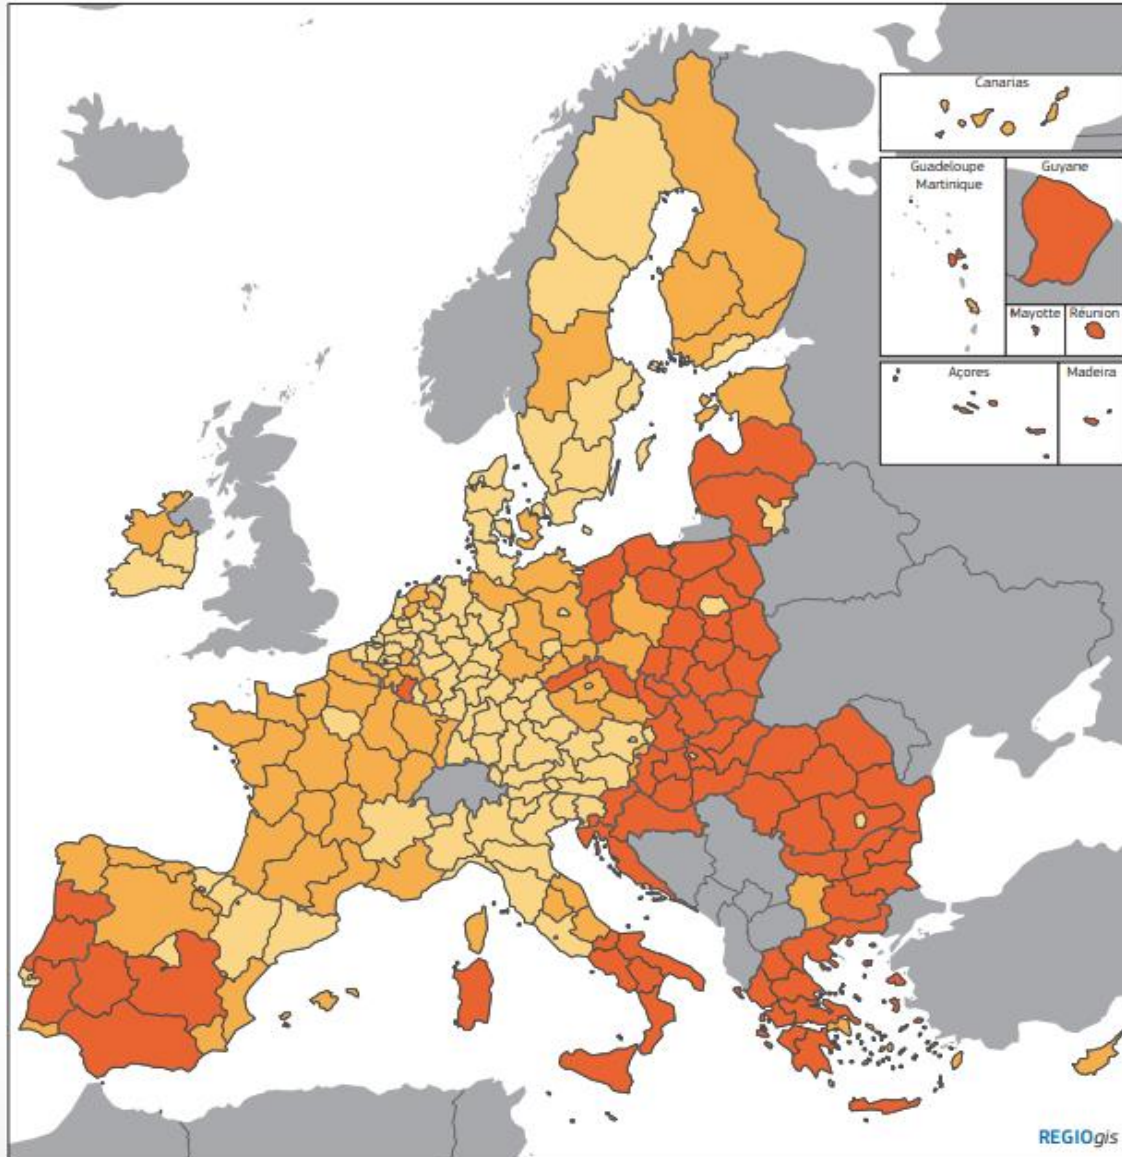 Canarias
Guadeloupe
Martinique
Guyane
Mayotte
Réunion
Açores
Madeira
REGIOgis